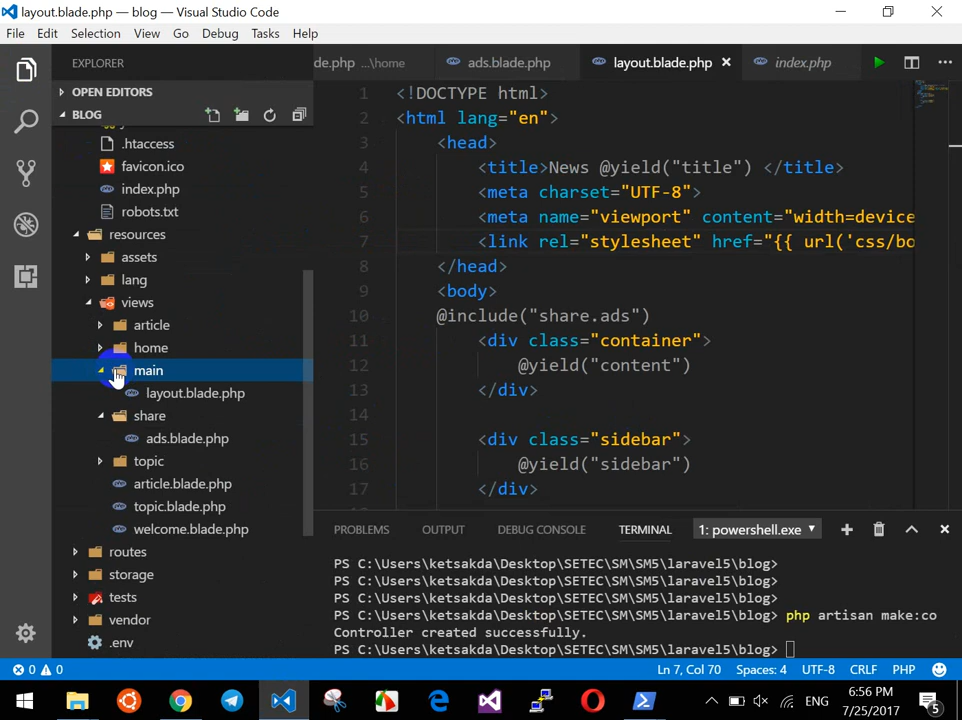 layout.blade.php — blog — Visual Studio Code
File Edit Selection View Go Debug Tasks Help
EXPLORER
de.php ...\home
ads.blade.php
layout.blade.php
index.php
OPEN EDITORS
BLOG
.htaccess
favicon.ico
index.php
robots.txt
resources
assets
lang
views
article
home
main
layout.blade.php
share
ads.blade.php
topic
article.blade.php
topic.blade.php
welcome.blade.php
routes
storage
tests
vendor
.env
1 <!DOCTYPE html>
2 <html lang="en">
3 <head>
4 <title>News @yield("title") </title>
5 <meta charset="UTF-8">
6 <meta name="viewport" content="width=device
7 <link rel="stylesheet" href="{{ url('css/bo
8 </head>
9 <body>
10 @include("share.ads")
11 <div class="container">
12 @yield("content")
13 </div>
14
15 <div class="sidebar">
16 @yield("sidebar")
17 </div>
PROBLEMS OUTPUT DEBUG CONSOLE TERMINAL 1: powershell.exe
PS C:\Users\ketsakda\Desktop\SETEC\SM\SM5\laravel5\blog>
PS C:\Users\ketsakda\Desktop\SETEC\SM\SM5\laravel5\blog>
PS C:\Users\ketsakda\Desktop\SETEC\SM\SM5\laravel5\blog>
PS C:\Users\ketsakda\Desktop\SETEC\SM\SM5\laravel5\blog> php artisan make:co
Controller created successfully.
PS C:\Users\ketsakda\Desktop\SETEC\SM\SM5\laravel5\blog>
0 0
Ln 7, Col 70 Spaces: 4 UTF-8 CRLF PHP
ENG
6:56 PM
7/25/2017
5